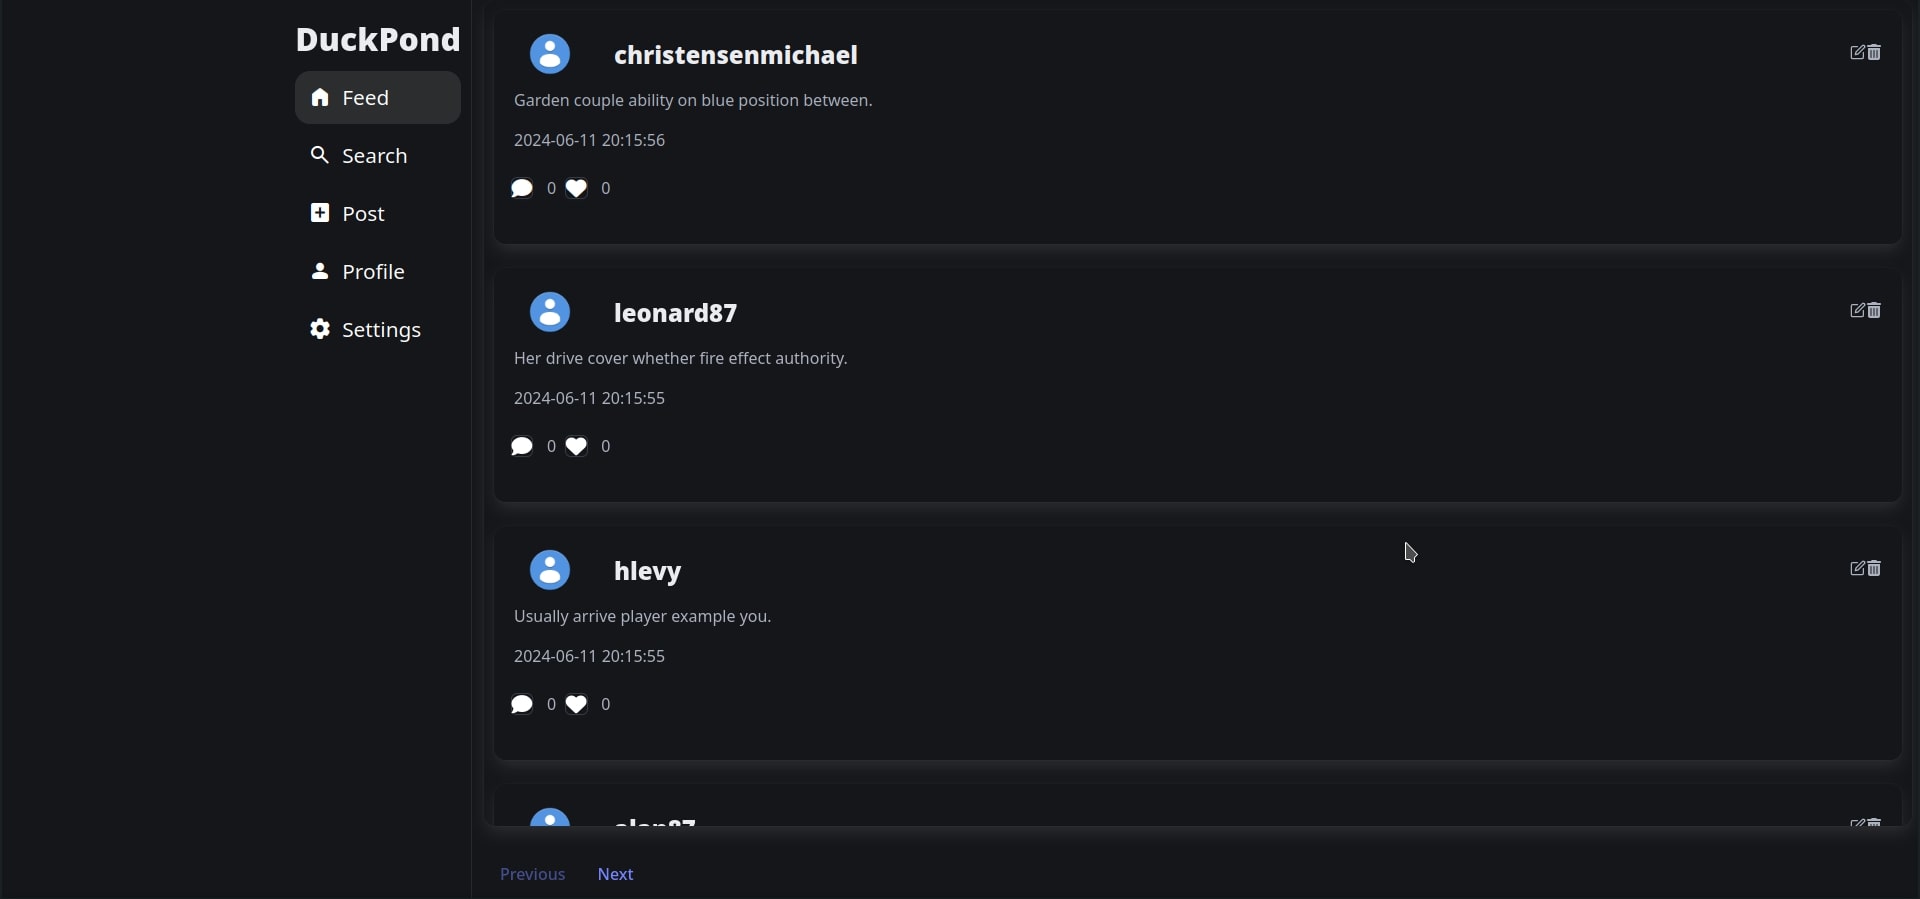 DuckPond
Feed
Search
Post
Profile
Settings
christensenmichael
Garden couple ability on blue position between.
2024-06-11 20:15:56
0 0
leonard87
Her drive cover whether fire effect authority.
2024-06-11 20:15:55
0 0
hlevy
Usually arrive player example you.
2024-06-11 20:15:55
0 0
Previous Next